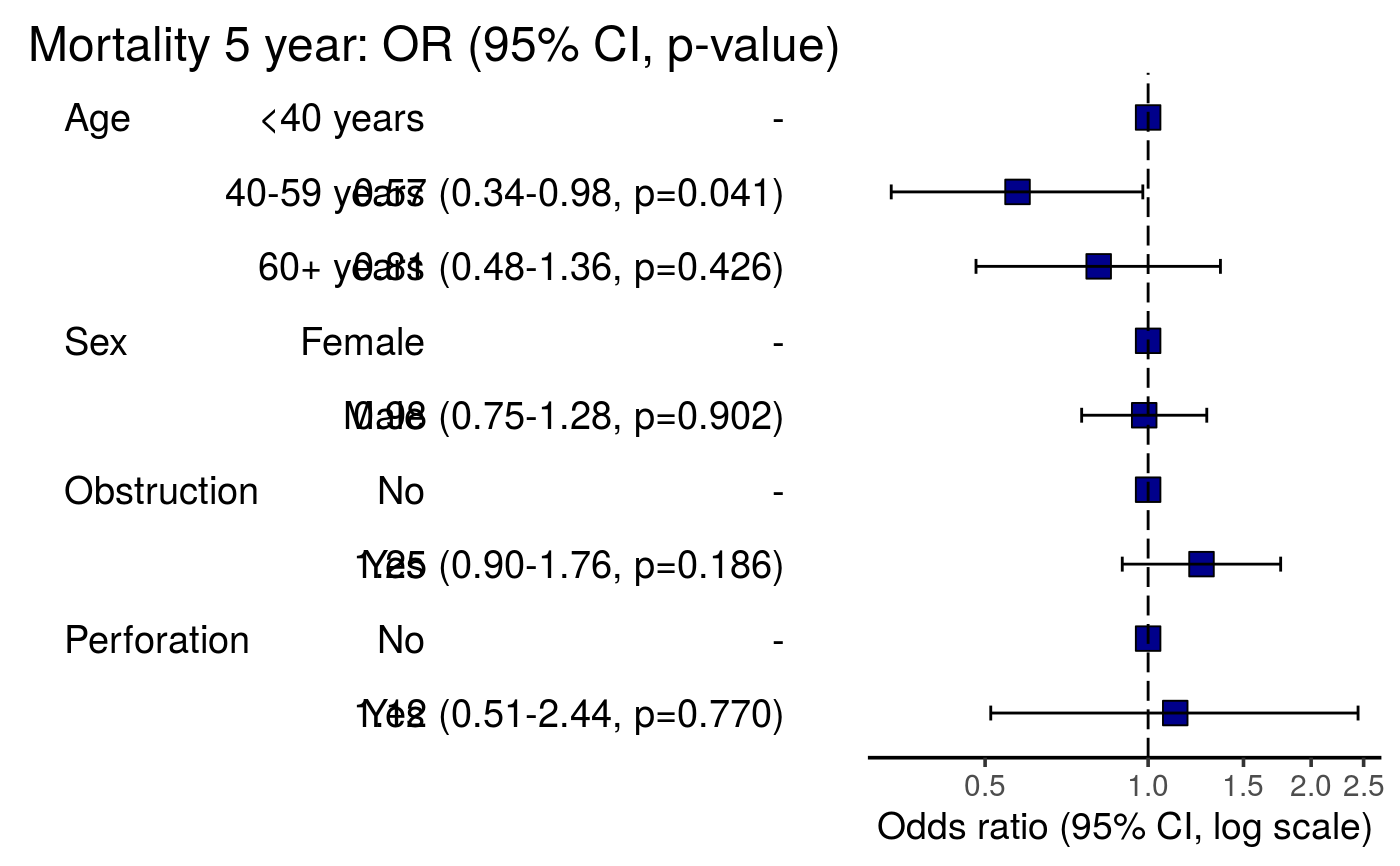 Mortality 5 year: OR (95% CI, p-value)
Age <40 years -
40-59 years 0.57 (0.34-0.98, p=0.041)
60+ years 0.81 (0.48-1.36, p=0.426)
Sex Female -
Male 0.98 (0.75-1.28, p=0.902)
Obstruction No -
Yes 1.25 (0.90-1.76, p=0.186)
Perforation No -
Yes 1.12 (0.51-2.44, p=0.770)
0.5 1.0 1.5 2.0 2.5
Odds ratio (95% CI, log scale)